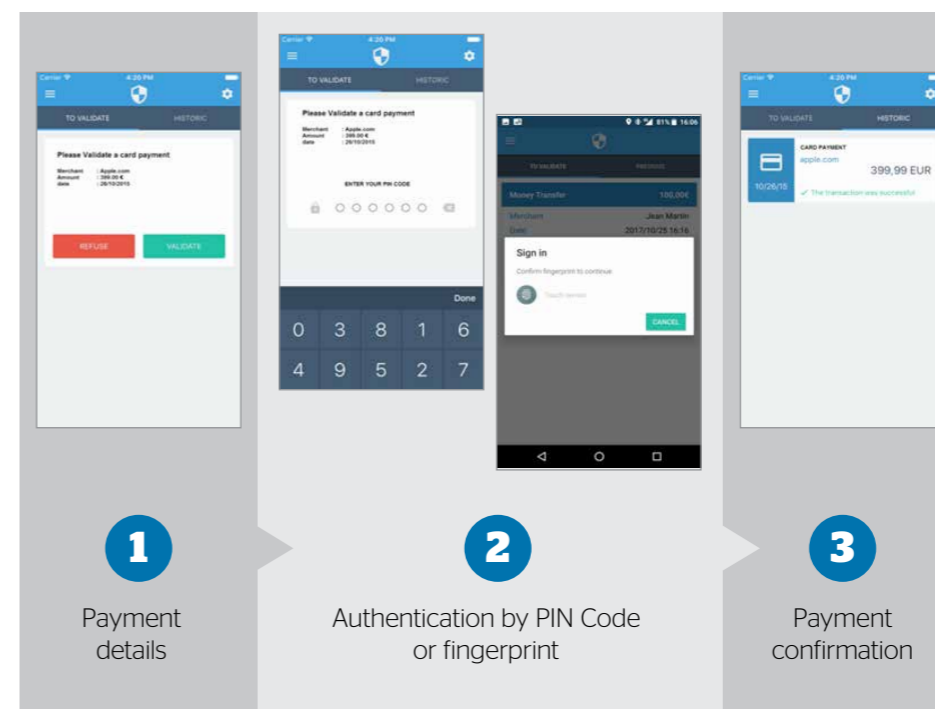 Carrier 4:20 PM
TO VALIDATE HISTORIC
Please Validate a card payment
Merchant : Apple.com
Amount : 399.00 €
date : 26/10/2015
REFUSE VALIDATE
Carrier 4:20 PM
TO VALIDATE HISTORIC
Please Validate a card payment
Merchant : Apple.com
Amount : 399.00 €
date : 26/10/2015
ENTER YOUR PIN CODE
Done
0 3 8 1 6
4 9 5 2 7
81% 16:06
TO VALIDATE HISTORIC
Money Transfer 100,00€
Merchant Jean Martin
Date 2017/10/25 16:16
Sign in
Confirm fingerprint to continue
Touch sensor
CANCEL
Carrier 4:20 PM
TO VALIDATE HISTORIC
CARD PAYMENT
apple.com
399,99 EUR
10/26/15
The transaction was successful
1
Payment
details
2
Authentication by PIN Code
or fingerprint
3
Payment
confirmation